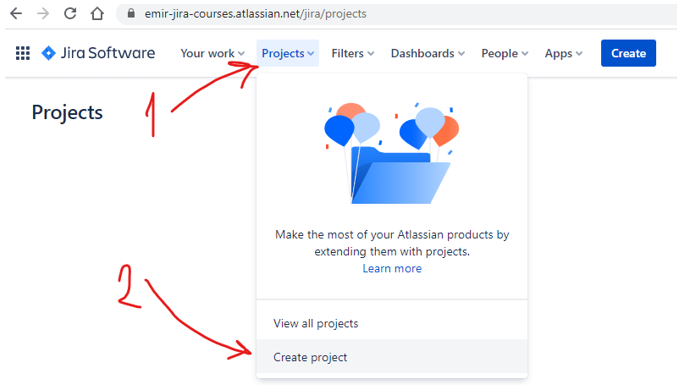 emir-jira-courses.atlassian.net/jira/projects
Jira Software Your work Projects Filters Dashboards People Apps Create
Projects
1
Make the most of your Atlassian products by
extending them with projects.
Learn more
2
View all projects
Create project